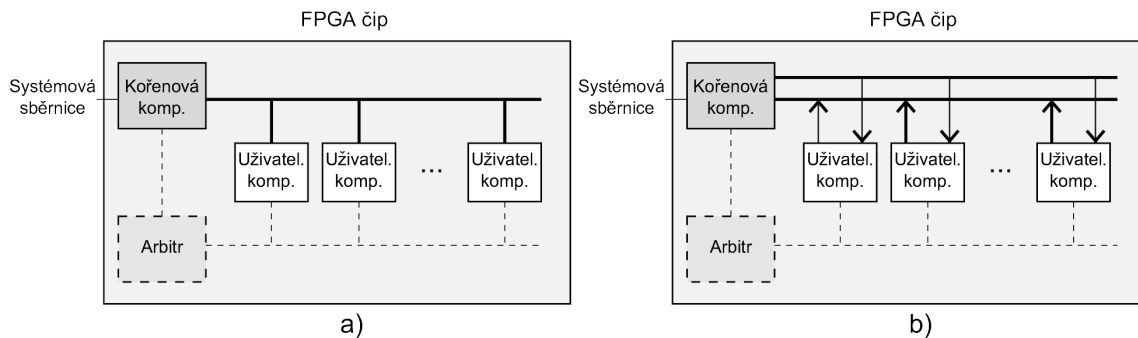 FPGA čip
Systémová
sběrnice
Kořenová
komp.
Uživatel.
komp.
Uživatel.
komp.
...
Uživatel.
komp.
Arbitr
a)
FPGA čip
Systémová
sběrnice
Kořenová
komp.
Uživatel.
komp.
Uživatel.
komp.
...
Uživatel.
komp.
Arbitr
b)